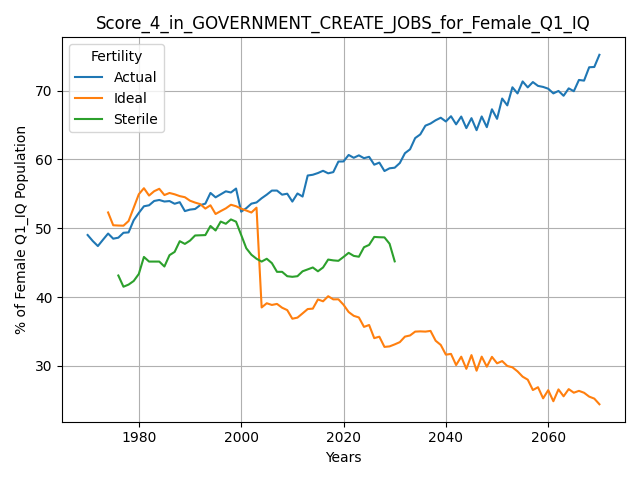 Score_4_in_GOVERNMENT_CREATE_JOBS_for_Female_Q1_IQ
Fertility
Actual
Ideal
Sterile
% of Female Q1_IQ Population
70
60
50
40
30
1980
2000
2020
2040
2060
Years